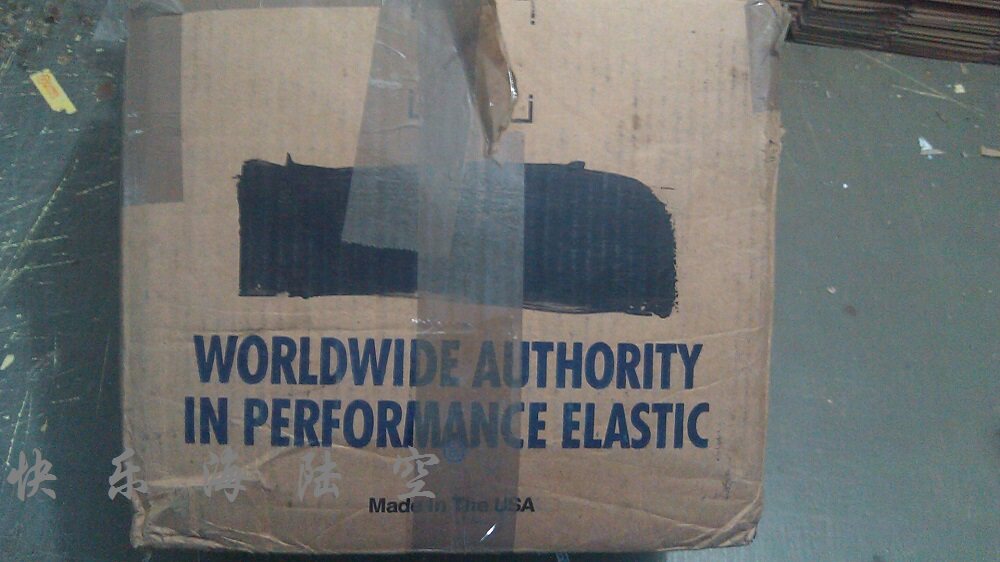 WORLDWIDE AUTHORITY
IN PERFORMANCE ELASTIC
快乐海陆空
Made In The USA